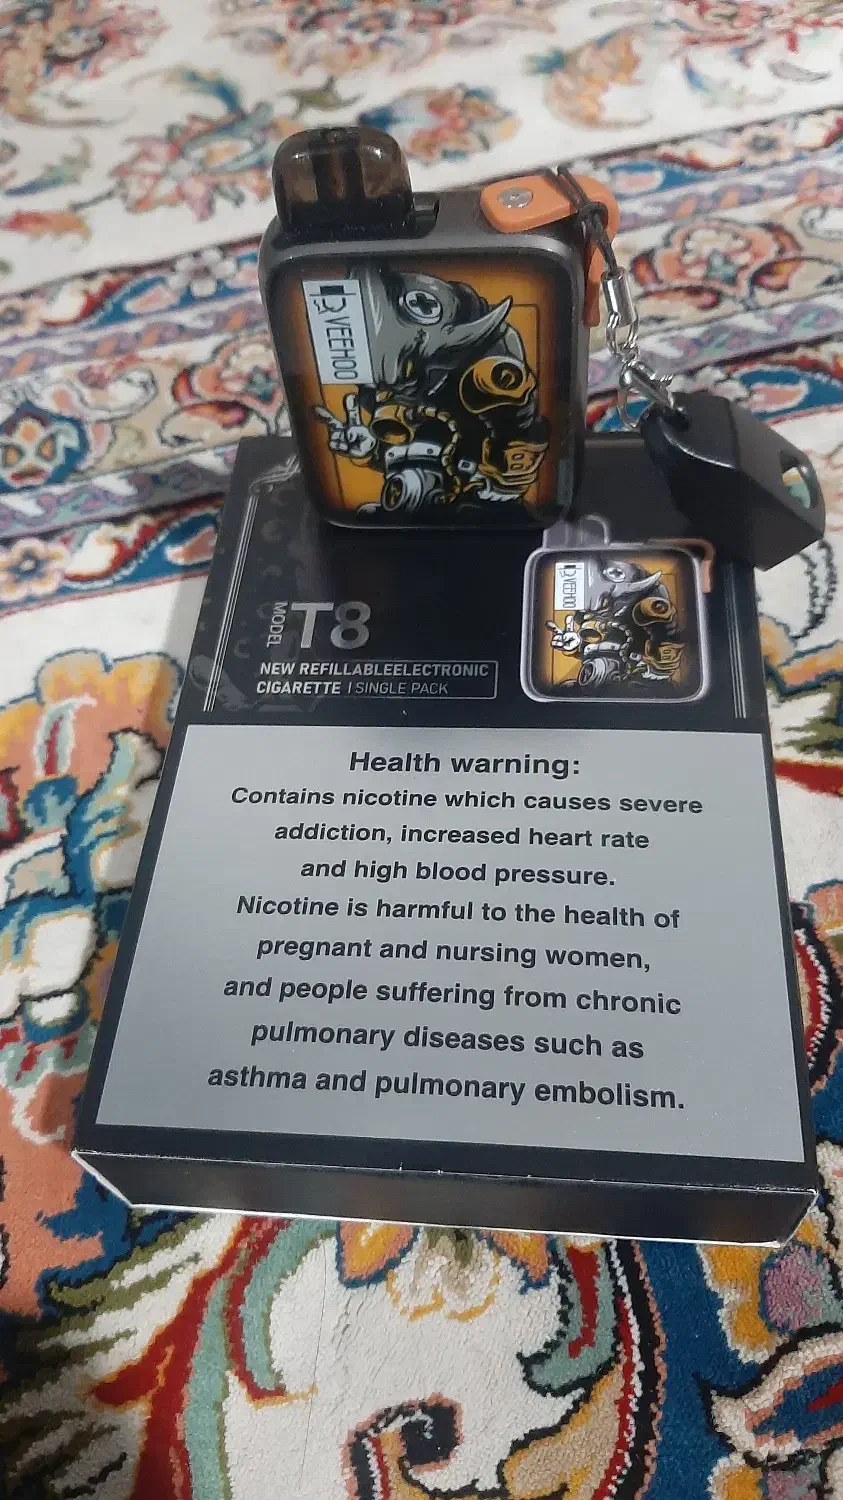 VEEHOO
VEEHOO
MODEL T8
NEW REFILLABLEELECTRONIC
CIGARETTE | SINGLE PACK
Health warning:
Contains nicotine which causes severe
addiction, increased heart rate
and high blood pressure.
Nicotine is harmful to the health of
pregnant and nursing women,
and people suffering from chronic
pulmonary diseases such as
asthma and pulmonary embolism.